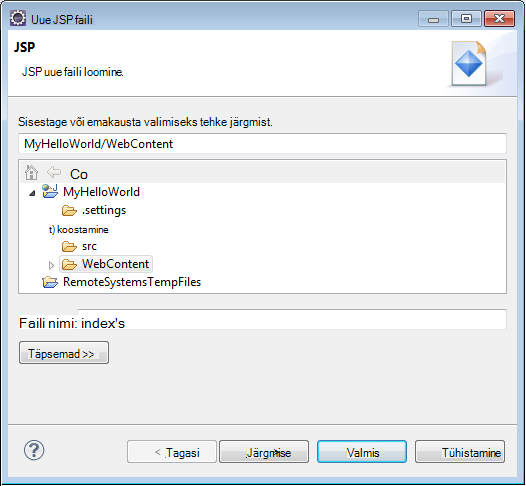 Uue JSP faili
JSP
JSP uue faili loomine.
Sisestage või emakausta valimiseks tehke järgmist.
MyHelloWorld/WebContent
Co
MyHelloWorld
.settings
t) koostamine
src
WebContent
RemoteSystemsTempFiles
Faili nimi: index's
Täpsemad >>
< Tagasi
Järgmise >
Valmis
Tühistamine